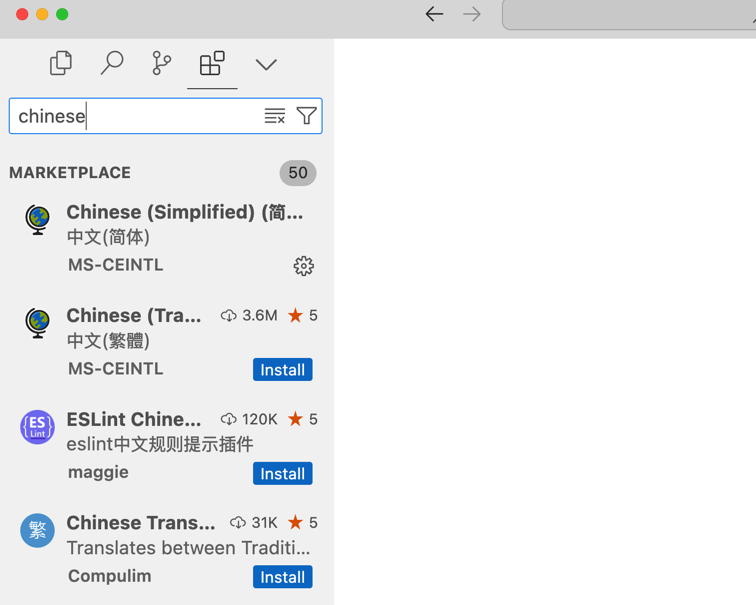 chinese
MARKETPLACE 50
Chinese (Simplified) (简...
中文(简体)
MS-CEINTL
Chinese (Tra... 3.6M ★ 5
中文(繁體)
MS-CEINTL Install
{ES}
Lint
ESLint Chine... 120K ★ 5
eslint中文规则提示插件
maggie Install
繁
Chinese Trans... 31K ★ 5
Translates between Traditi...
Compulim Install